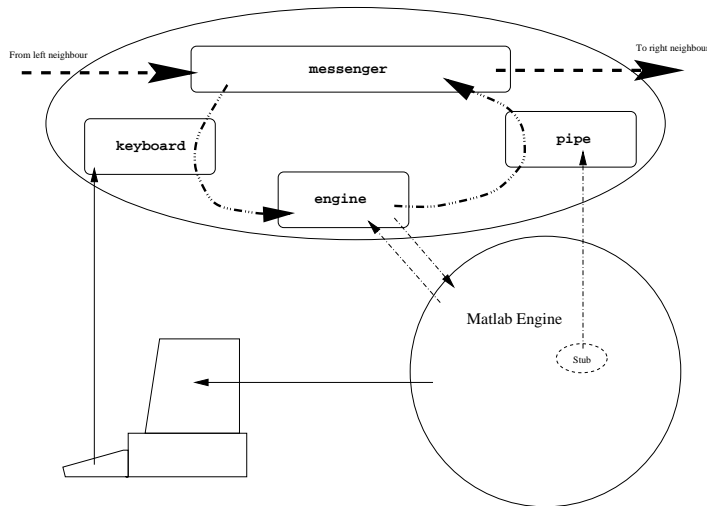 From left neighbour
To right neighbour
messenger
keyboard
pipe
engine
Matlab Engine
Stub